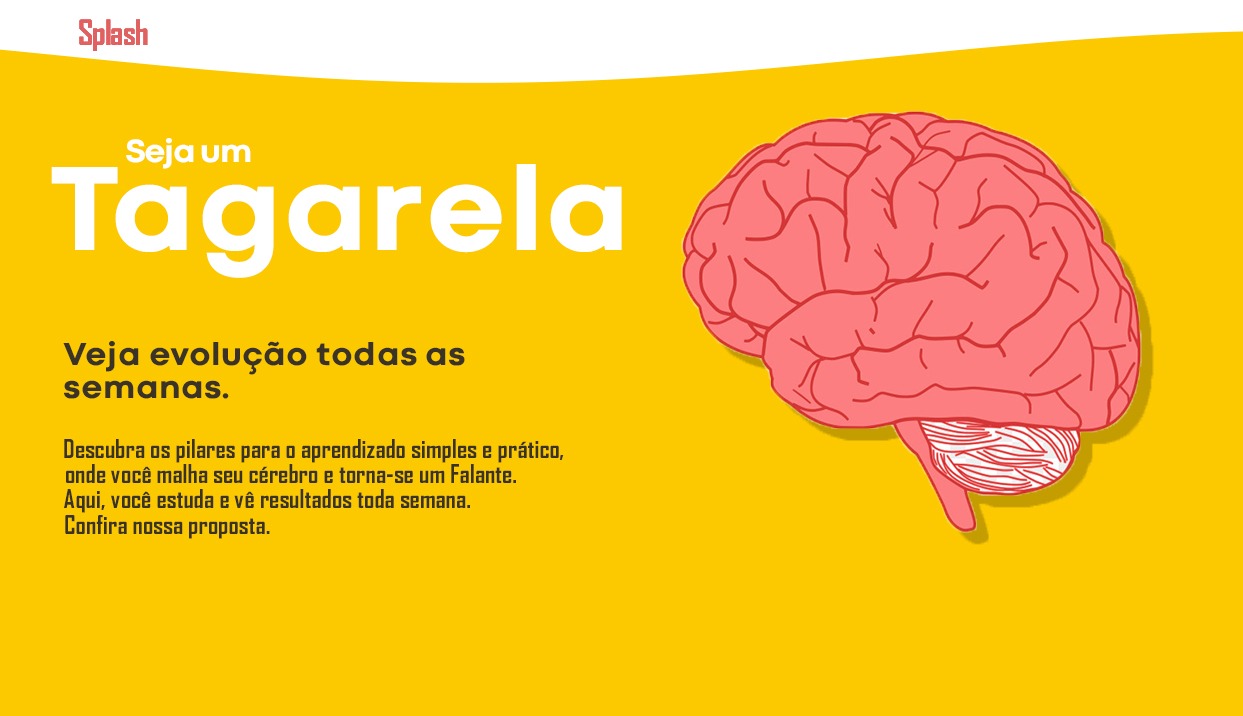 Splash
Seja um
Tagarela
Veja evolução todas as
semanas.
Descubra os pilares para o aprendizado simples e prático,
onde você malha seu cérebro e torna-se um Falante.
Aqui, você estuda e vê resultados toda semana.
Confira nossa proposta.